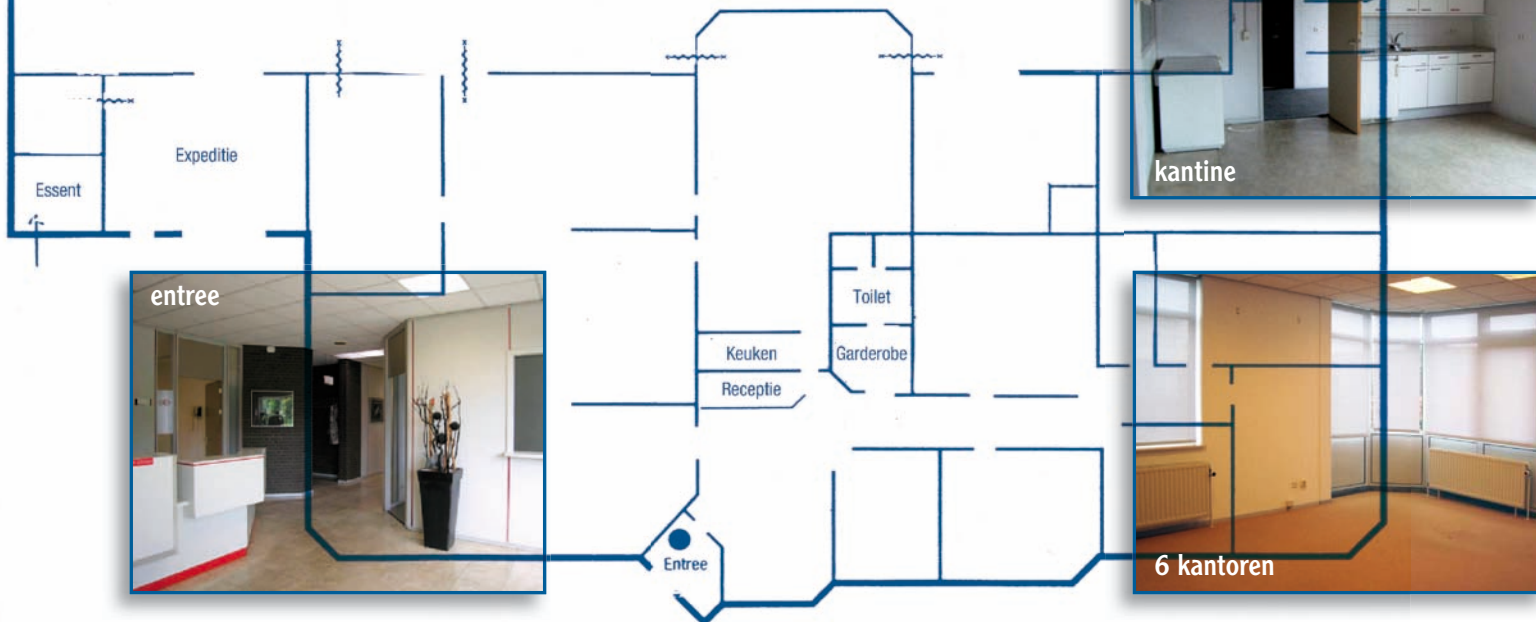 kantine
Expeditie
Essent
entree
Toilet
Keuken
Garderobe
Receptie
Entree
6 kantoren